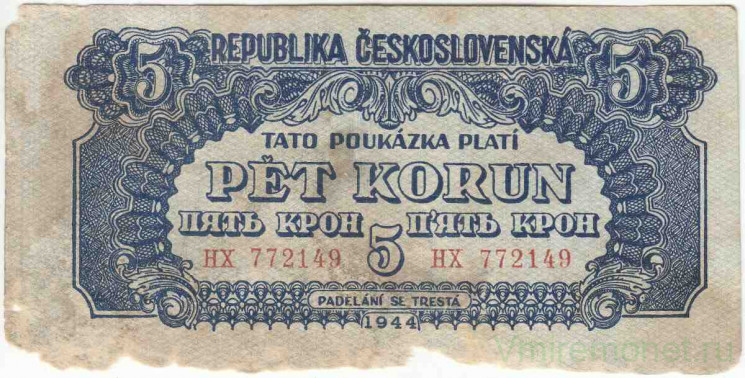 5 REPUBLIKA ČESKOSLOVENSKÁ 5
TATO POUKÁZKA PLATÍ
PĚT KORUN
ПЯТЬ КРОН П'ЯТЬ КРОН
HX 772149 5 HX 772149
PADĚLÁNÍ SE TRESTÁ
1944
Vmiremonet.ru